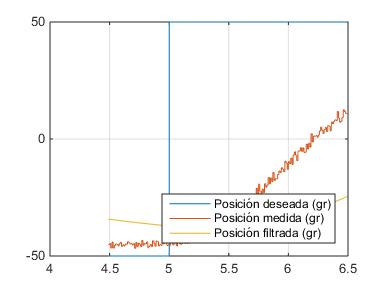 50
0
-50
Posición deseada (gr)
Posición medida (gr)
Posición filtrada (gr)
4 4.5 5 5.5 6 6.5